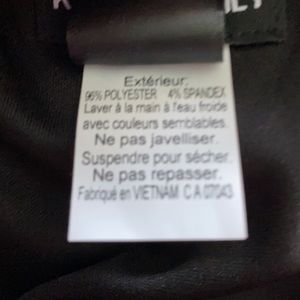 Extérieur:
96% POLYESTER 4% SPANDEX
Laver à la main à l'eau froide
avec couleurs semblables.
Ne pas javelliser.
Suspendre pour sécher.
Ne pas repasser.
Fabriqué en VIETNAM C A 07043